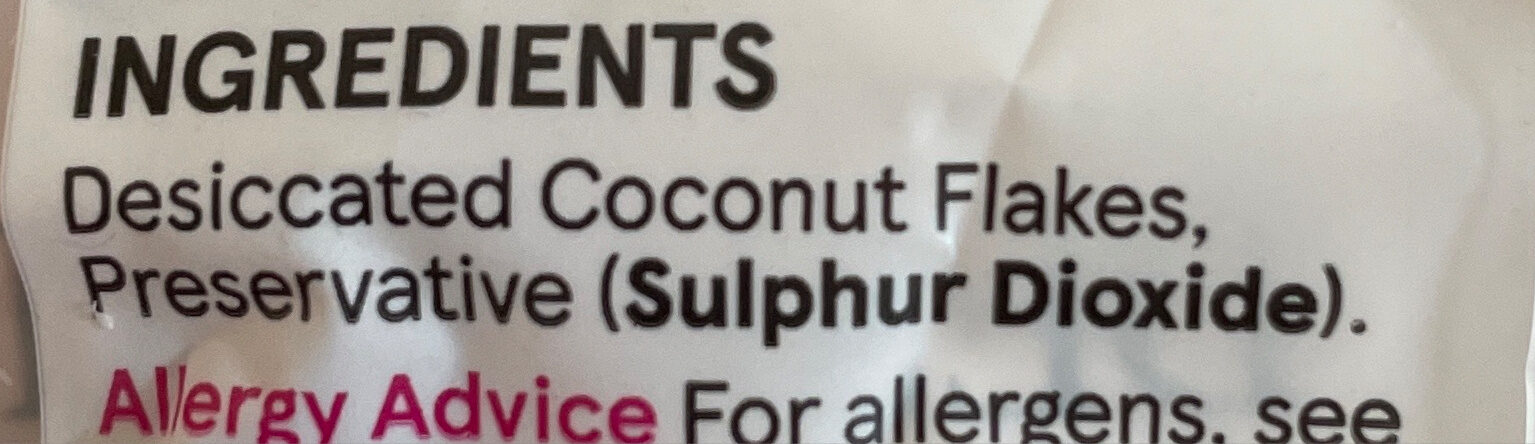 INGREDIENTS
Desiccated Coconut Flakes,
Preservative (Sulphur Dioxide).
Allergy Advice For allergens, see